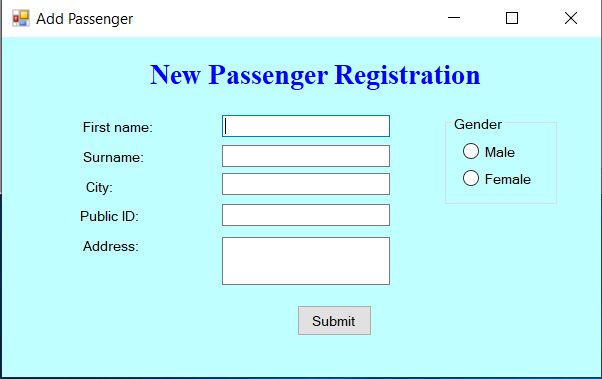 Add Passenger
New Passenger Registration
First name:
Surname:
City:
Public ID:
Address:
Gender
Male
Female
Submit